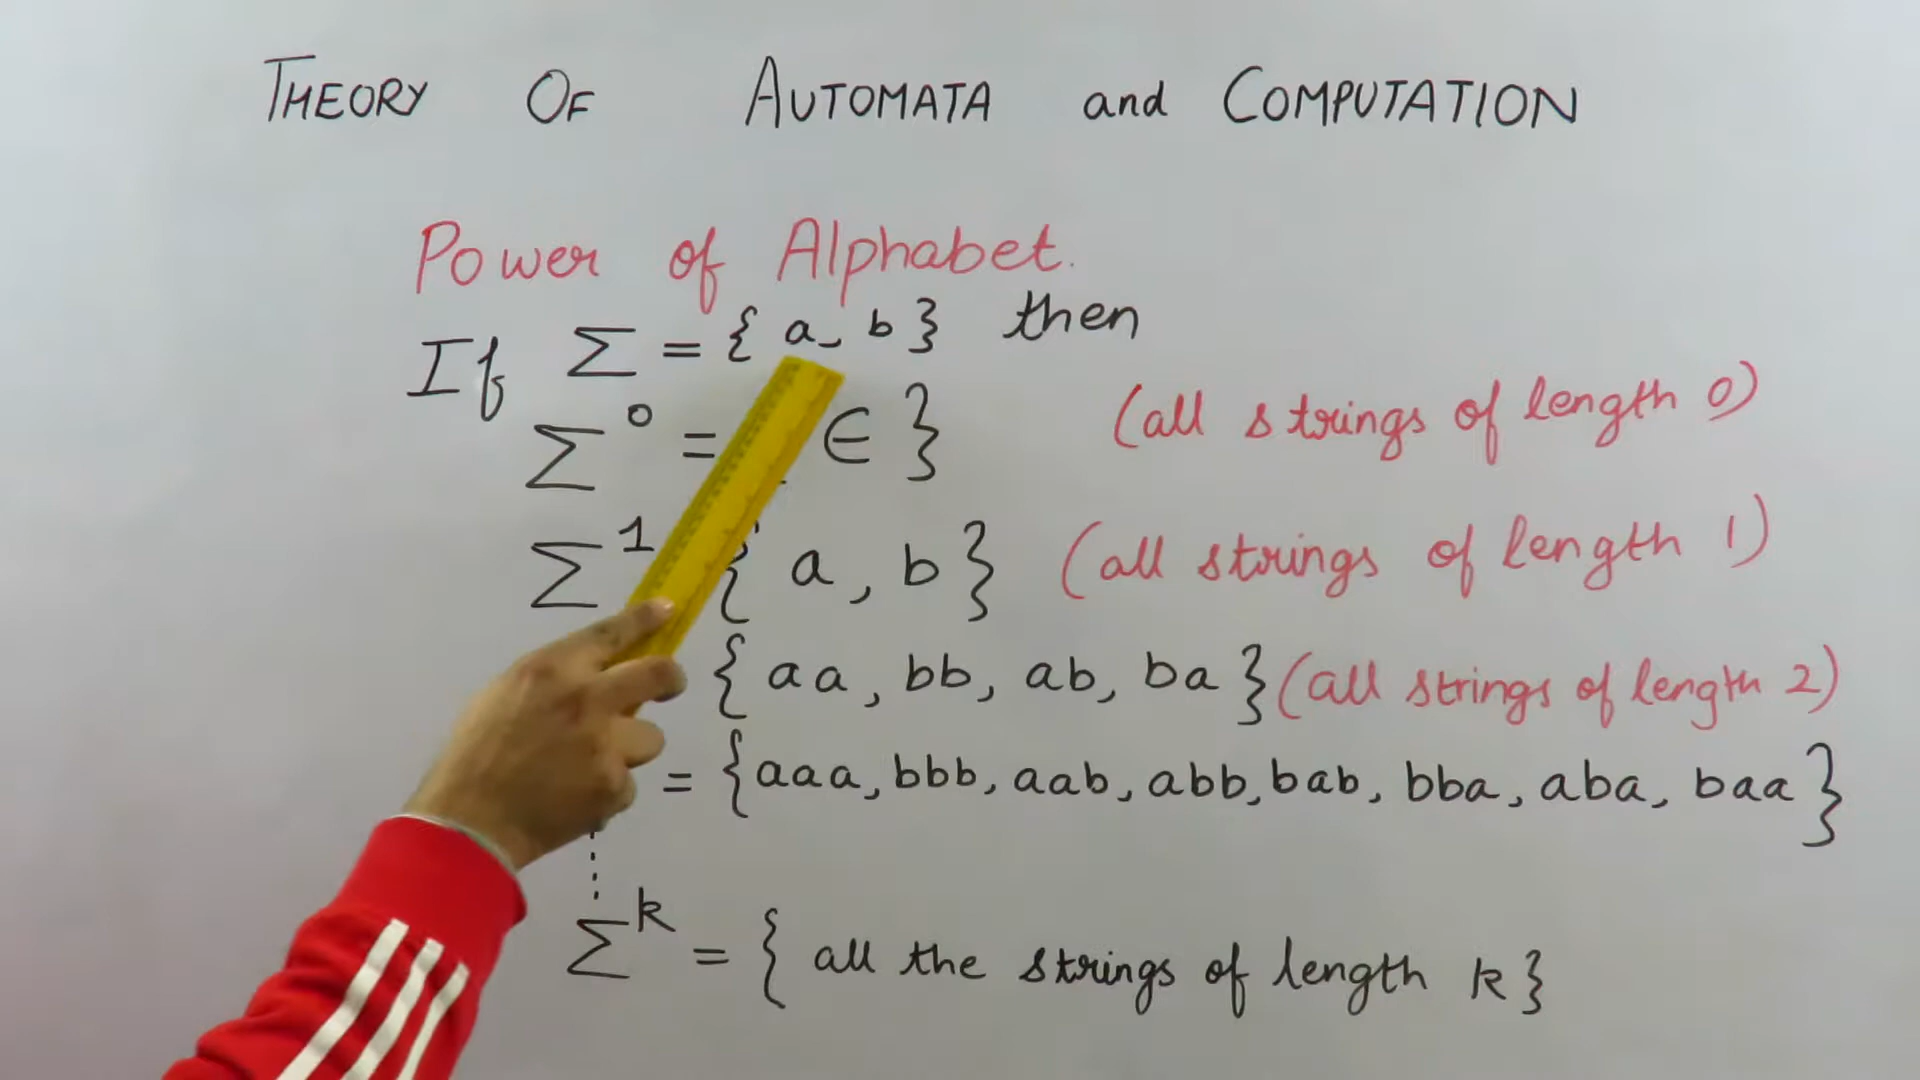 THEORY OF AUTOMATA and COMPUTATION
Power of Alphabet.
If Σ = { a, b } then
Σ⁰ = ∈ } (all strings of length 0)
Σ¹ { a, b } (all strings of length 1)
{ aa, bb, ab, ba } (all strings of length 2)
= { aaa, bbb, aab, abb, bab, bba, aba, baa }
Σᵏ = { all the strings of length k }